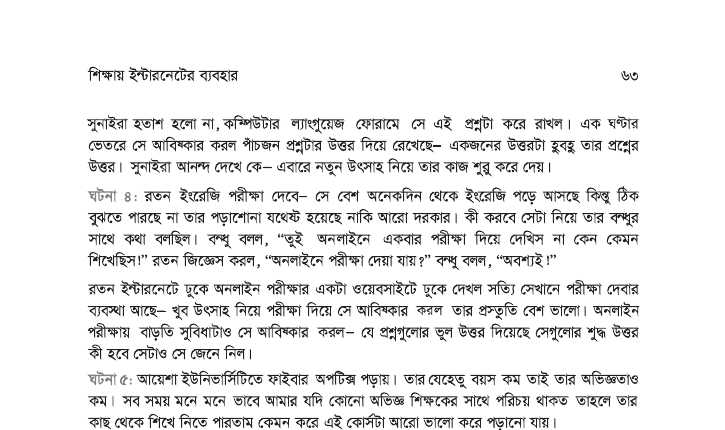 শিক্ষায় ইন্টারনেটের ব্যবহার ৬৩
সুনাইরা হতাশ হলো না, কম্পিউটার ল্যাংগুয়েজ ফোরামে সে এই প্রশ্নটা করে রাখল। এক ঘণ্টার
ভেতরে সে আবিষ্কার করল পাঁচজন প্রশ্নটার উত্তর দিয়ে রেখেছে— একজনের উত্তরটা হুবহু তার প্রশ্নের
উত্তর। সুনাইরা আনন্দ দেখে কে— এবারে নতুন উৎসাহ নিয়ে তার কাজ শুরু করে দেয়।
ঘটনা ৪: রতন ইংরেজি পরীক্ষা দেবে— সে বেশ অনেকদিন থেকে ইংরেজি পড়ে আসছে কিন্তু ঠিক
বুঝতে পারছে না তার পড়াশোনা যথেষ্ট হয়েছে নাকি আরো দরকার। কী করবে সেটা নিয়ে তার বন্ধুর
সাথে কথা বলছিল। বন্ধু বলল, “তুই অনলাইনে একবার পরীক্ষা দিয়ে দেখিস না কেন কেমন
শিখেছিস!” রতন জিজ্ঞেস করল, “অনলাইনে পরীক্ষা দেয়া যায়?” বন্ধু বলল, “অবশ্যই!”
রতন ইন্টারনেটে ঢুকে অনলাইন পরীক্ষার একটা ওয়েবসাইটে ঢুকে দেখল সত্যি সেখানে পরীক্ষা দেবার
ব্যবস্থা আছে— খুব উৎসাহ নিয়ে পরীক্ষা দিয়ে সে আবিষ্কার করল তার প্রস্তুতি বেশ ভালো। অনলাইন
পরীক্ষায় বাড়তি সুবিধাটাও সে আবিষ্কার করল— যে প্রশ্নগুলোর ভুল উত্তর দিয়েছে সেগুলোর শুদ্ধ উত্তর
কী হবে সেটাও সে জেনে নিল।
ঘটনা ৫: আয়েশা ইউনিভার্সিটিতে ফাইবার অপটিক্স পড়ায়। তার যেহেতু বয়স কম তাই তার অভিজ্ঞতাও
কম। সব সময় মনে মনে ভাবে আমার যদি কোনো অভিজ্ঞ শিক্ষকের সাথে পরিচয় থাকত তাহলে তার
কাছ থেকে শিখে নিতে পারতাম কেমন করে এই কোর্সটা আরো ভালো করে পড়ানো যায়।